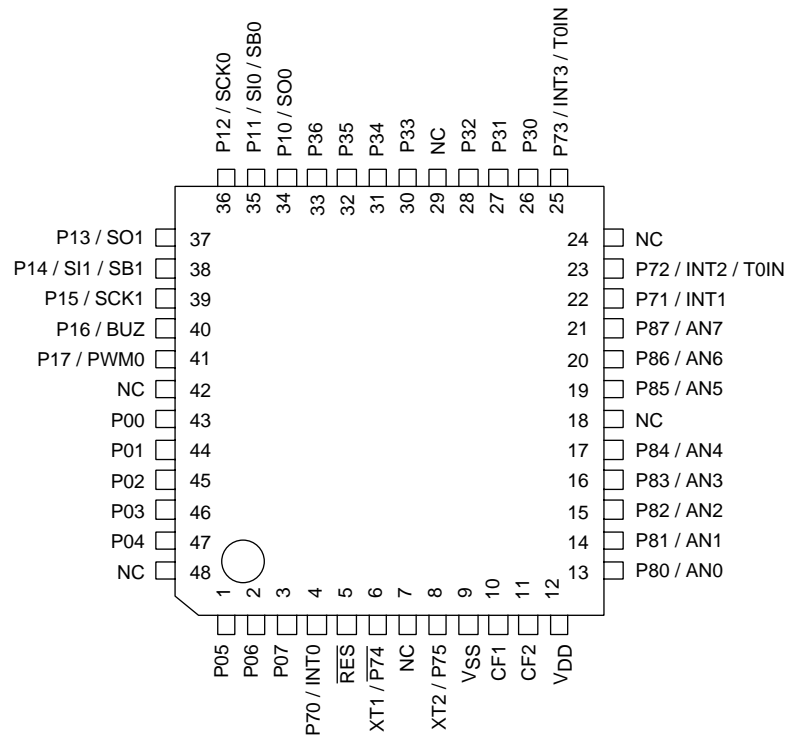 P12 / SCK0
P11 / SI0 / SB0
P10 / SO0
P36
P35
P34
P33
NC
P32
P31
P30
P73 / INT3 / T0IN
36
35
34
33
32
31
30
29
28
27
26
25
P13 / SO1 37
P14 / SI1 / SB1 38
P15 / SCK1 39
P16 / BUZ 40
P17 / PWM0 41
NC 42
P00 43
P01 44
P02 45
P03 46
P04 47
NC 48
24 NC
23 P72 / INT2 / T0IN
22 P71 / INT1
21 P87 / AN7
20 P86 / AN6
19 P85 / AN5
18 NC
17 P84 / AN4
16 P83 / AN3
15 P82 / AN2
14 P81 / AN1
13 P80 / AN0
1
2
3
4
5
6
7
8
9
10
11
12
P05
P06
P07
P70 / INT0
RES
XT1 / P74
NC
XT2 / P75
VSS
CF1
CF2
VDD